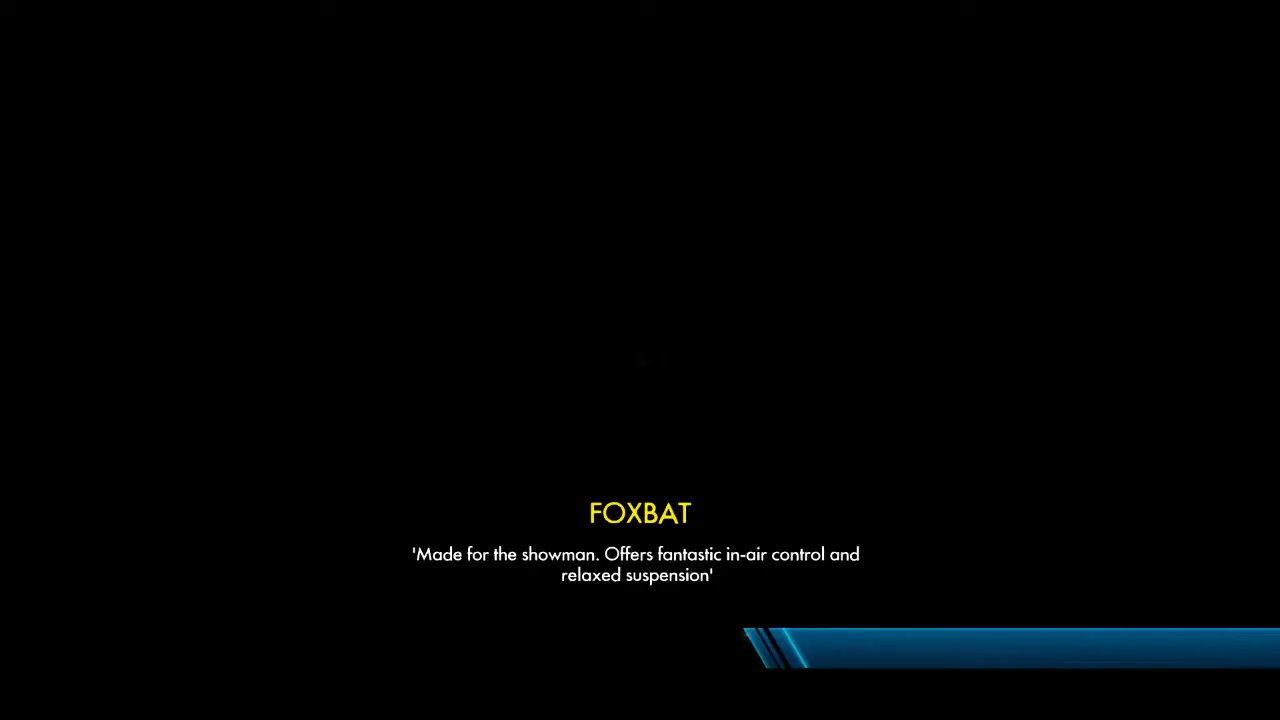 FOXBAT
'Made for the showman. Offers fantastic in-air control and
relaxed suspension'